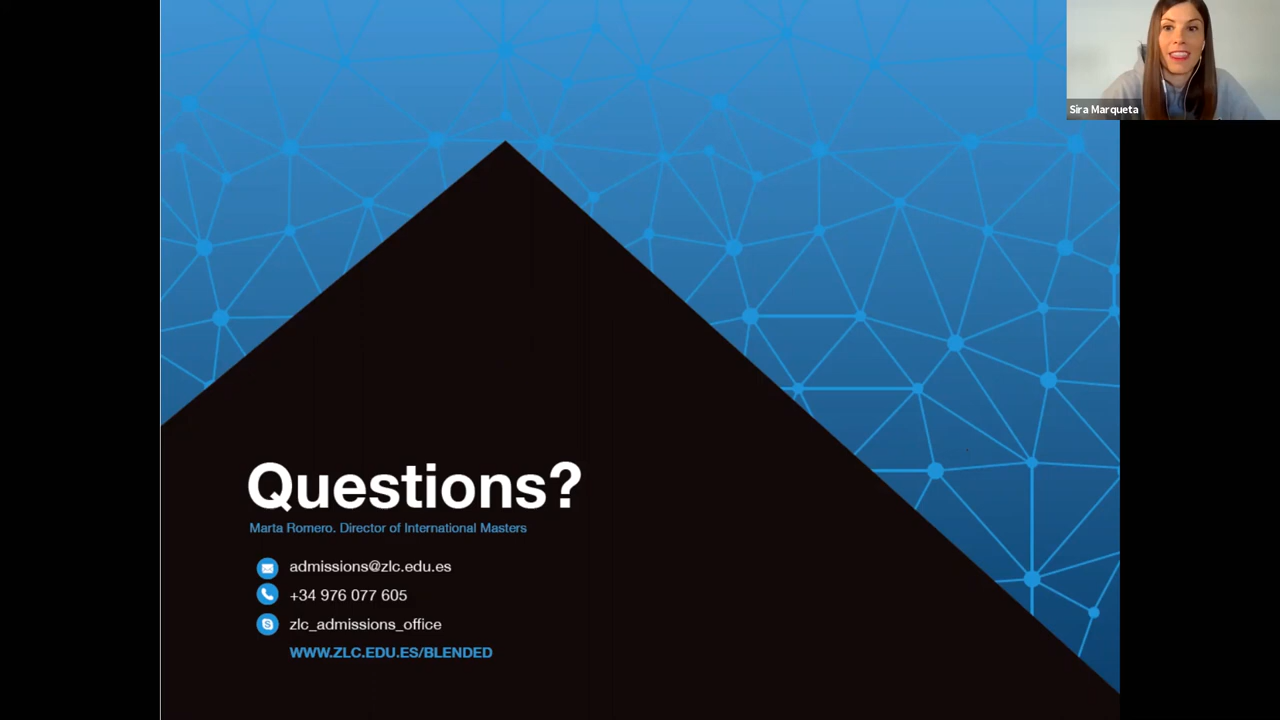 Sira Marqueta
Questions?
Marta Romero. Director of International Masters
admissions@zlc.edu.es
+34 976 077 605
zlc_admissions_office
WWW.ZLC.EDU.ES/BLENDED